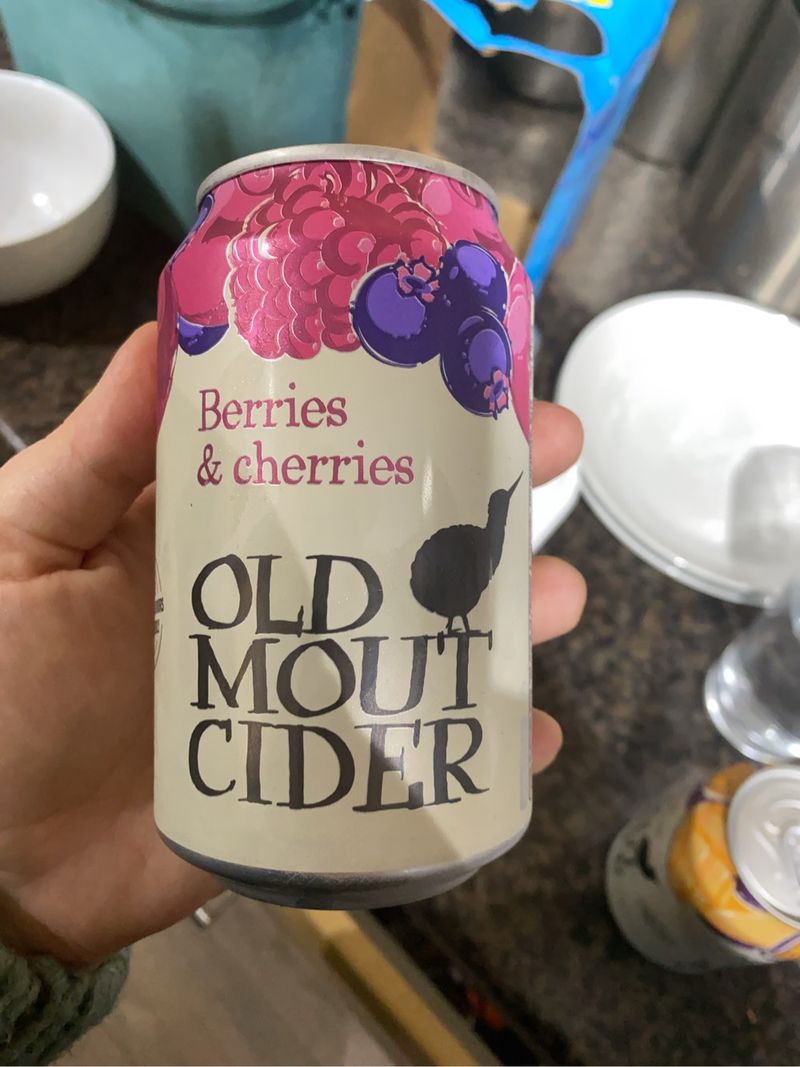 Berries
& cherries
OLD
MOUT
CIDER